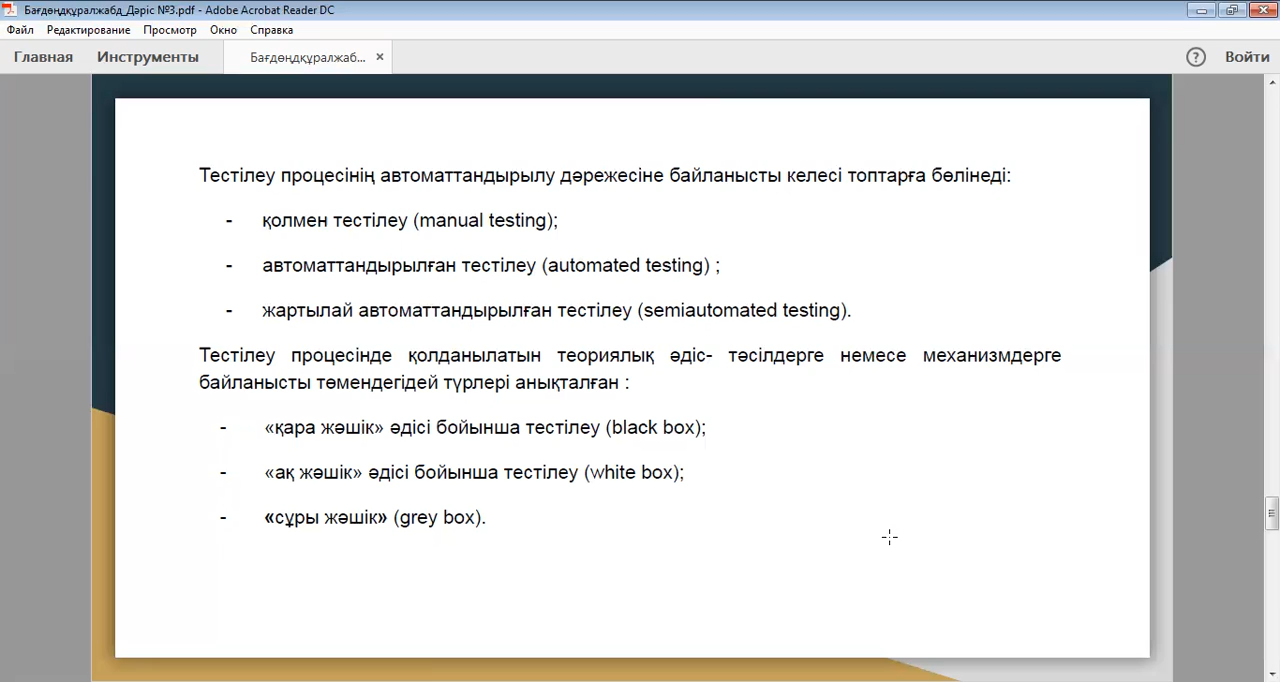 Бағдөңдқұралжабд_Дәріс №3.pdf - Adobe Acrobat Reader DC
Файл Редактирование Просмотр Окно Справка
Главная Инструменты Бағдөңдқұралжаб... × ? Войти
Тестілеу процесінің автоматтандырылу дәрежесіне байланысты келесі топтарға бөлінеді:
- қолмен тестілеу (manual testing);
- автоматтандырылған тестілеу (automated testing) ;
- жартылай автоматтандырылған тестілеу (semiautomated testing).
Тестілеу процесінде қолданылатын теориялық әдіс- тәсілдерге немесе механизмдерге
байланысты төмендегідей түрлері анықталған :
- «қара жәшік» әдісі бойынша тестілеу (black box);
- «ақ жәшік» әдісі бойынша тестілеу (white box);
- «сұры жәшік» (grey box).